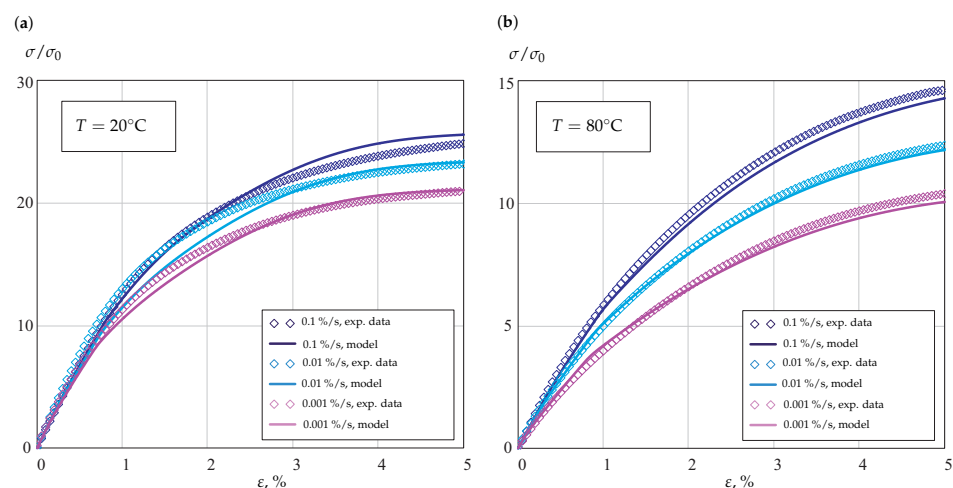 (a)
σ/σ0
30
20
10
0
T = 20°C
0.1 %/s, exp. data
0.1 %/s, model
0.01 %/s, exp. data
0.01 %/s, model
0.001 %/s, exp. data
0.001 %/s, model
0 1 2 3 4 5
ε, %
(b)
σ/σ0
15
10
5
0
T = 80°C
0.1 %/s, exp. data
0.1 %/s, model
0.01 %/s, exp. data
0.01 %/s, model
0.001 %/s, exp. data
0.001 %/s, model
0 1 2 3 4 5
ε, %